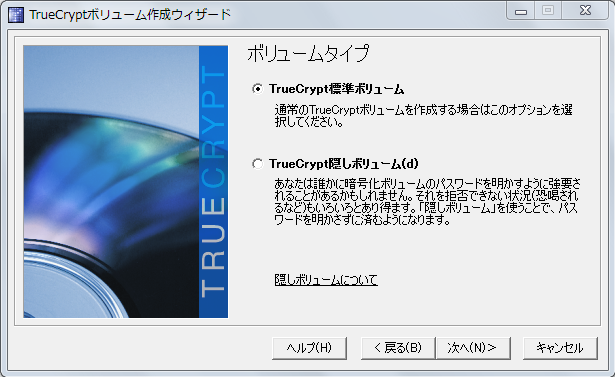 TrueCryptボリューム作成ウィザード
ボリュームタイプ
TrueCrypt標準ボリューム
通常のTrueCryptボリュームを作成する場合はこのオプションを選
択してください。
TrueCrypt隠しボリューム(d)
あなたは誰かに暗号化ボリュームのパスワードを明かすように強要さ
れることがあるかもしれません。それを拒否できない状況(恐喝され
るなど)もいろいろとあり得ます。「隠しボリューム」を使うことで、パス
ワードを明かさずに済むようになります。
隠しボリュームについて
TRUECRYPT
ヘルプ(H)
< 戻る(B)
次へ(N) >
キャンセル